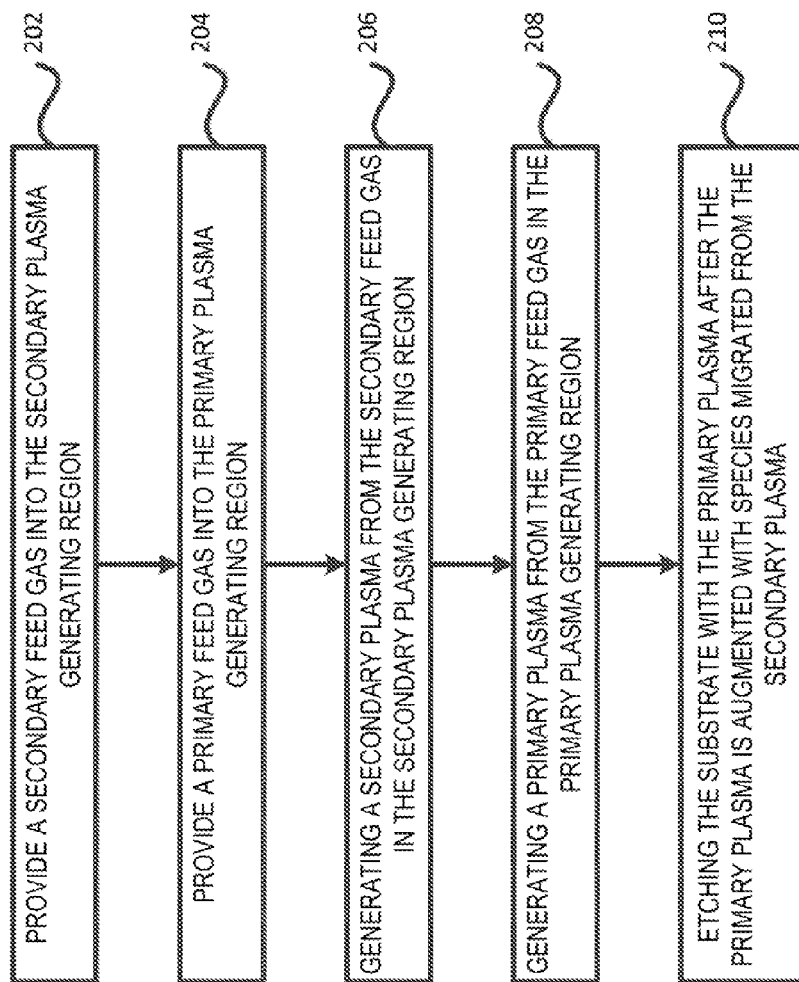 202
PROVIDE A SECONDARY FEED GAS INTO THE SECONDARY PLASMA
GENERATING REGION
204
PROVIDE A PRIMARY FEED GAS INTO THE PRIMARY PLASMA
GENERATING REGION
206
GENERATING A SECONDARY PLASMA FROM THE SECONDARY FEED GAS
IN THE SECONDARY PLASMA GENERATING REGION
208
GENERATING A PRIMARY PLASMA FROM THE PRIMARY FEED GAS IN THE
PRIMARY PLASMA GENERATING REGION
210
ETCHING THE SUBSTRATE WITH THE PRIMARY PLASMA AFTER THE
PRIMARY PLASMA IS AUGMENTED WITH SPECIES MIGRATED FROM THE
SECONDARY PLASMA